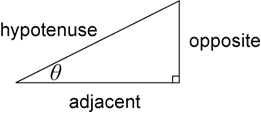 hypotenuse
opposite
θ
adjacent